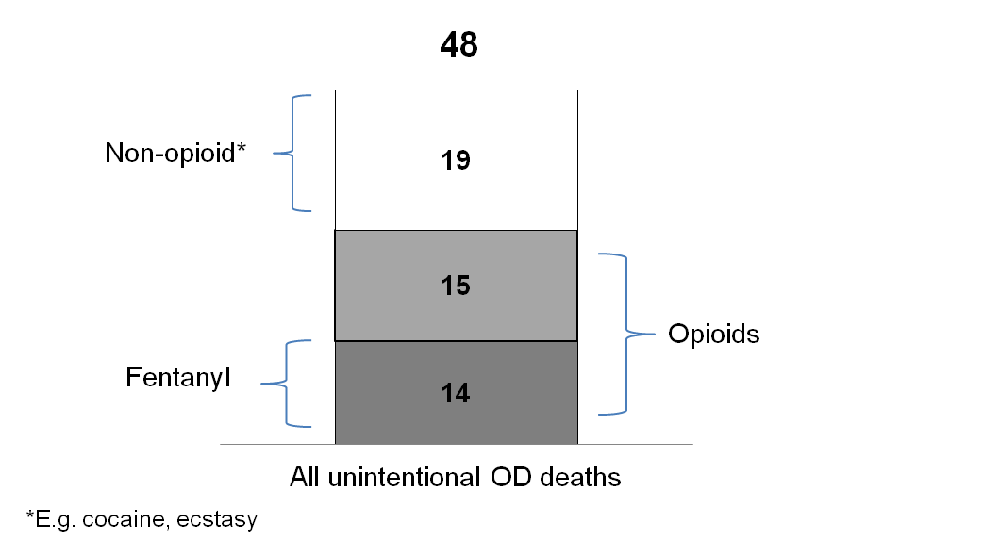 48
Non-opioid*
19
15
Opioids
Fentanyl
14
All unintentional OD deaths
*E.g. cocaine, ecstasy